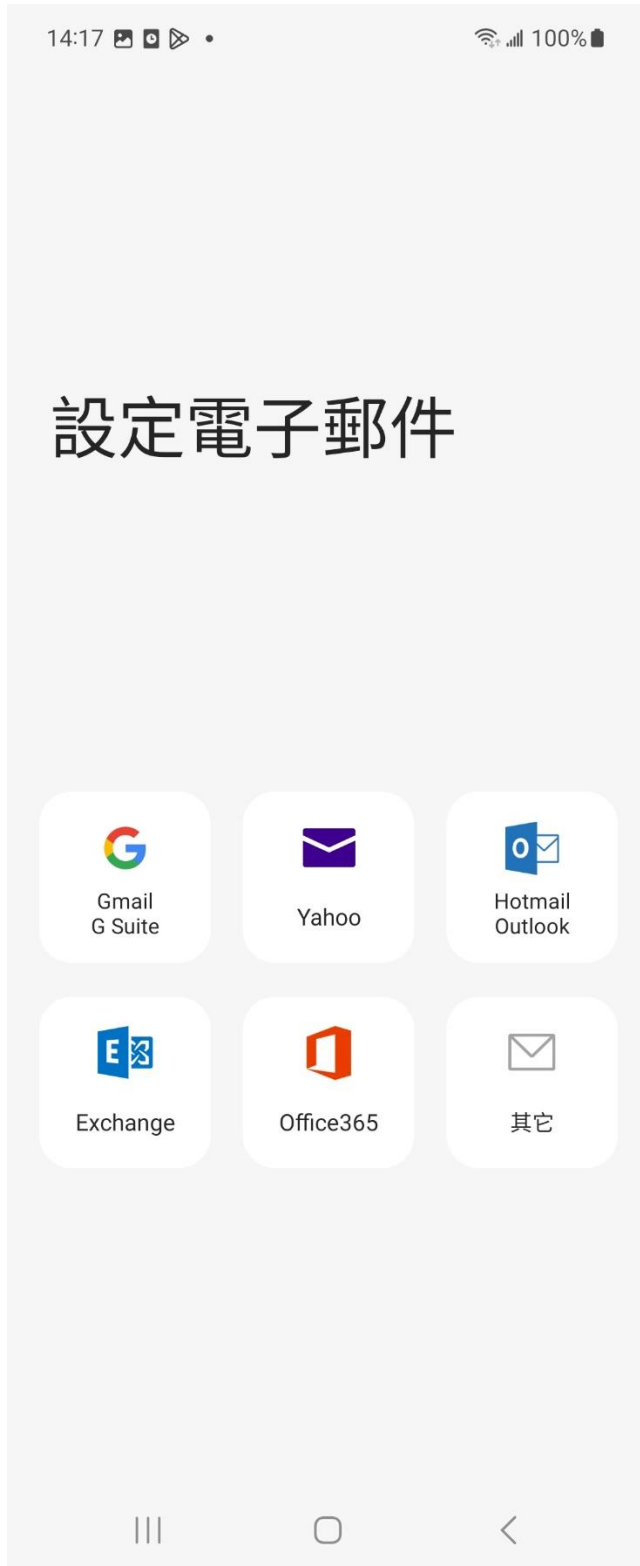 14:17
100%
設定電子郵件
Gmail
G Suite
Yahoo
Hotmail
Outlook
Exchange
Office365
其它